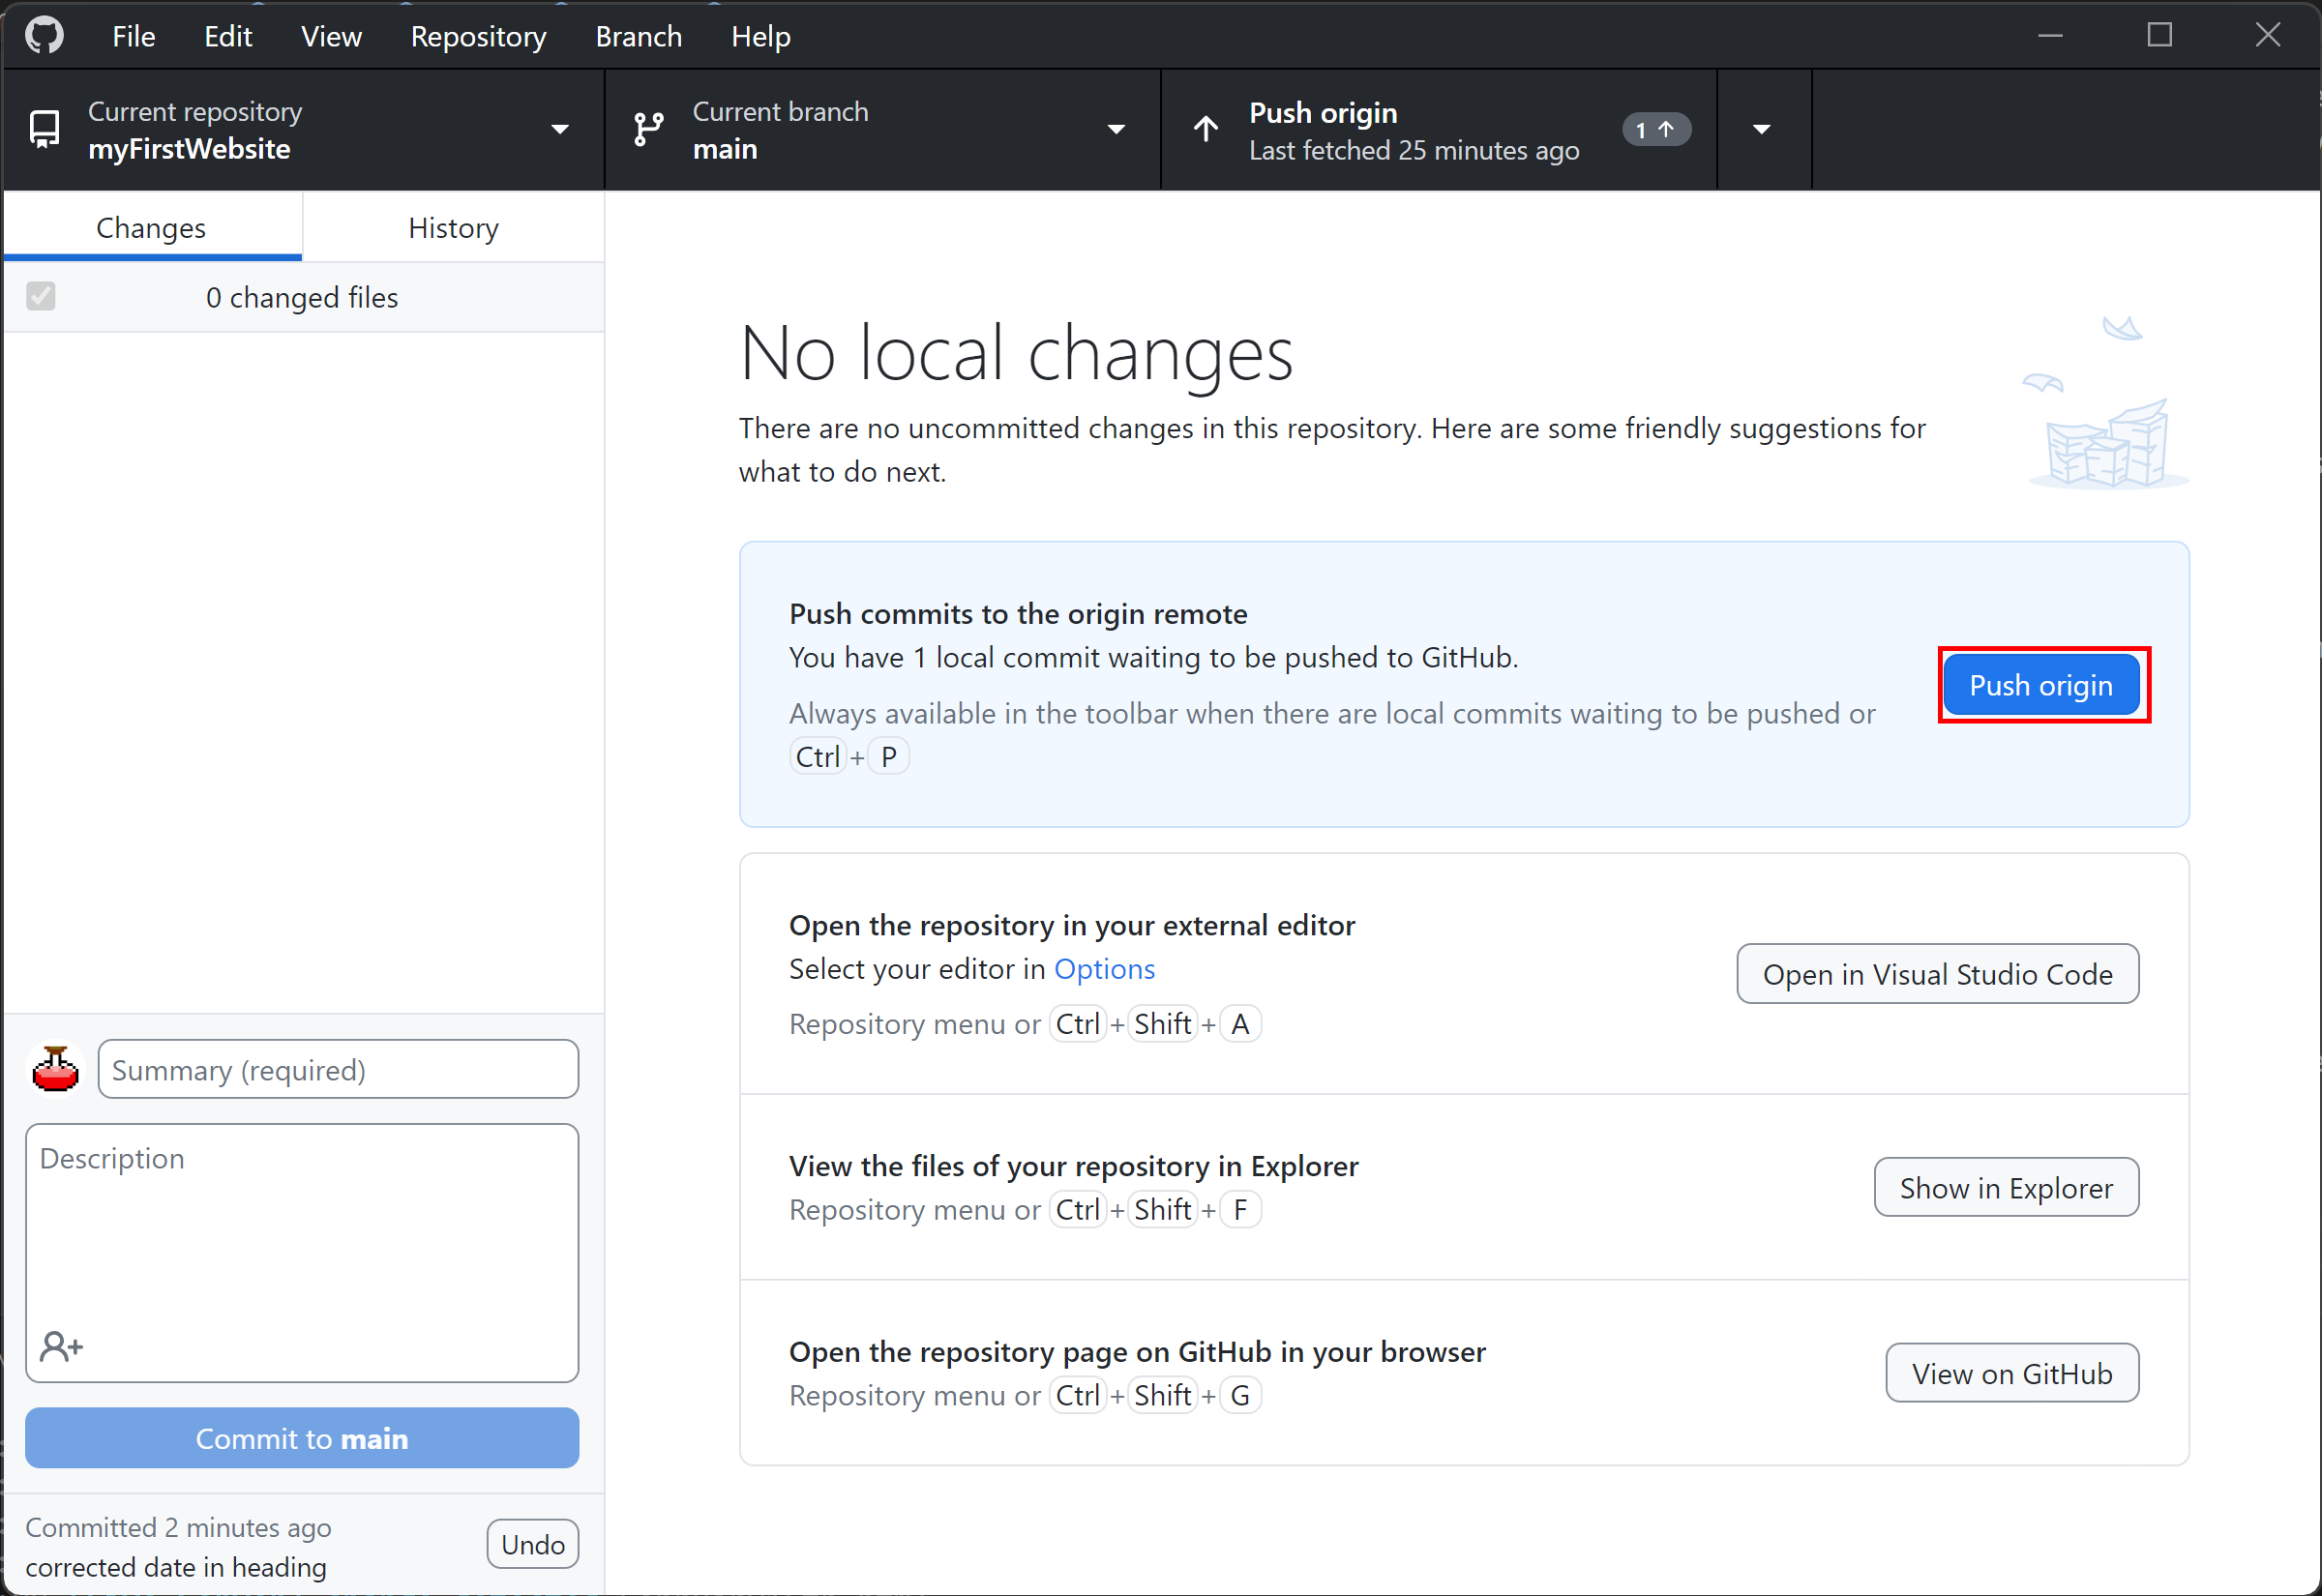 File Edit View Repository Branch Help
Current repository
myFirstWebsite
Current branch
main
Push origin
Last fetched 25 minutes ago
1
Changes
History
0 changed files
No local changes
There are no uncommitted changes in this repository. Here are some friendly suggestions for
what to do next.
Push commits to the origin remote
You have 1 local commit waiting to be pushed to GitHub.
Always available in the toolbar when there are local commits waiting to be pushed or
Ctrl + P
Push origin
Open the repository in your external editor
Select your editor in Options
Repository menu or Ctrl + Shift + A
Open in Visual Studio Code
View the files of your repository in Explorer
Repository menu or Ctrl + Shift + F
Show in Explorer
Open the repository page on GitHub in your browser
Repository menu or Ctrl + Shift + G
View on GitHub
Summary (required)
Description
Commit to main
Committed 2 minutes ago
corrected date in heading
Undo